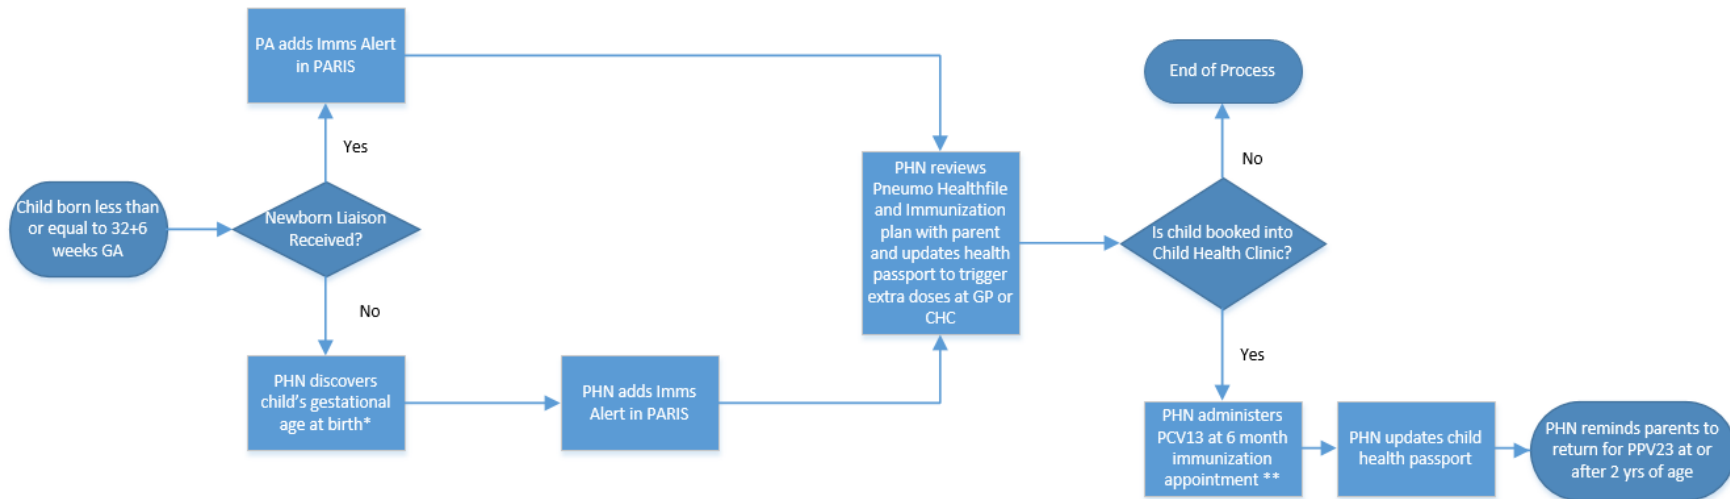 PA adds Imms Alert
in PARIS
End of Process
Yes
No
Child born less than
or equal to 32+6
weeks GA
Newborn Liaison
Received?
PHN reviews
Pneumo Healthfile
and Immunization
plan with parent
and updates health
passport to trigger
extra doses at GP or
CHC
Is child booked into
Child Health Clinic?
No
Yes
PHN discovers
child's gestational
age at birth*
PHN adds Imms
Alert in PARIS
PHN administers
PCV13 at 6 month
immunization
appointment **
PHN updates child
health passport
PHN reminds parents to
return for PPV23 at or
after 2 yrs of age